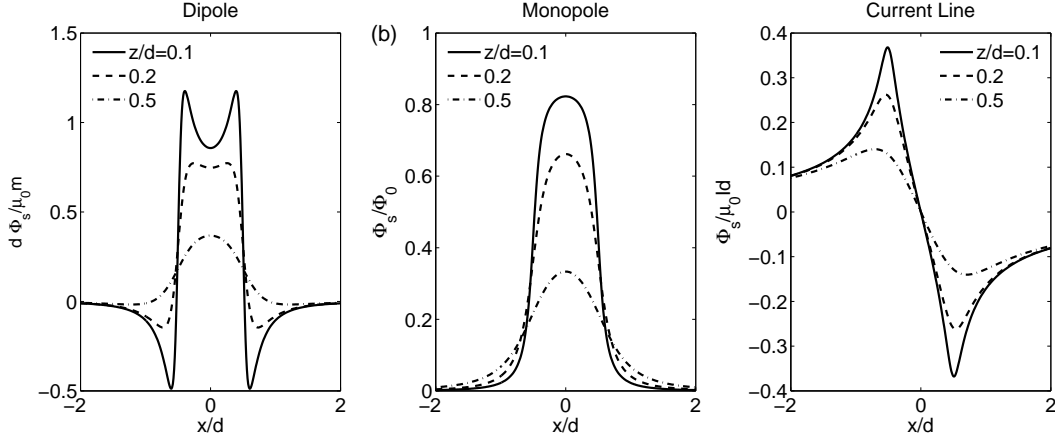 Dipole
1.5
1
0.5
0
−0.5
−2
0
2
x/d
d Φs/μ0m
z/d=0.1
0.2
0.5
(b)
Monopole
1
0.8
0.6
0.4
0.2
0
−2
0
2
x/d
Φs/Φ0
z/d=0.1
0.2
0.5
Current Line
0.4
0.3
0.2
0.1
0
−0.1
−0.2
−0.3
−0.4
−2
0
2
x/d
Φs/μ0Id
z/d=0.1
0.2
0.5